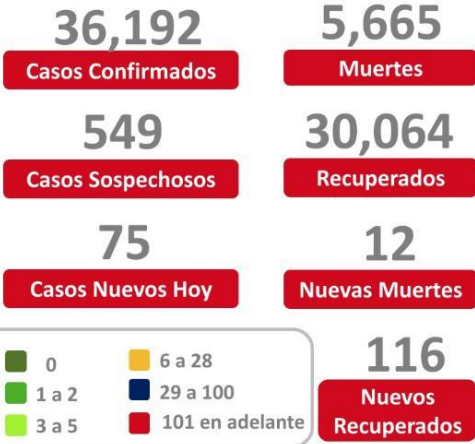 36,192
Casos Confirmados
5,665
Muertes
549
Casos Sospechosos
30,064
Recuperados
75
Casos Nuevos Hoy
12
Nuevas Muertes
0
1 a 2
3 a 5
6 a 28
29 a 100
101 en adelante
116
Nuevos
Recuperados